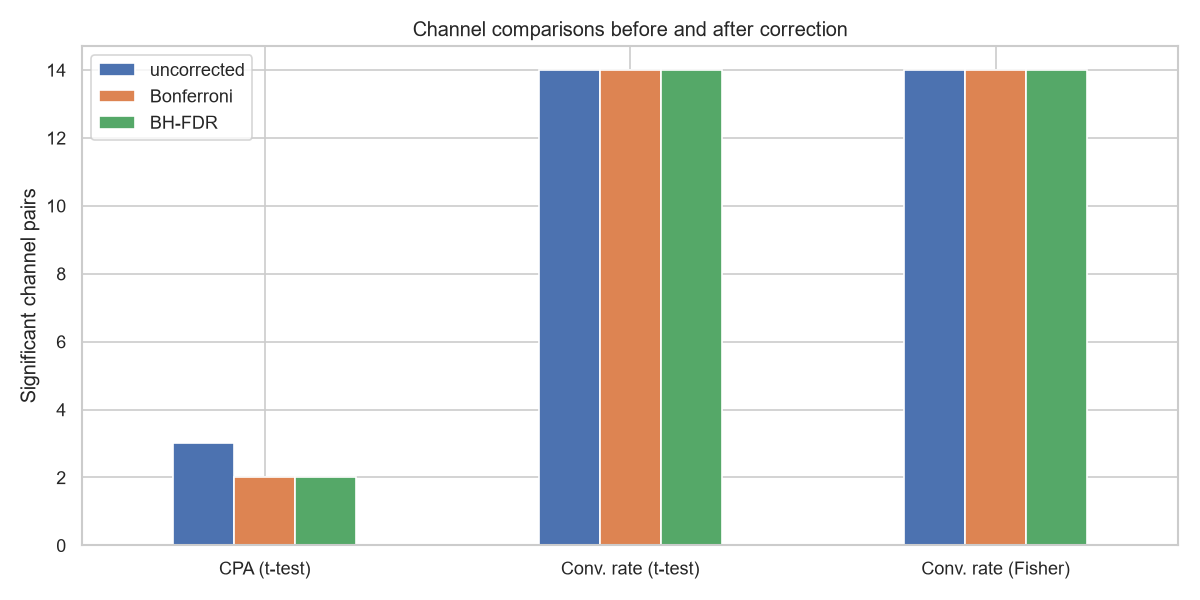 Channel comparisons before and after correction
uncorrected
Bonferroni
BH-FDR
Significant channel pairs
14
12
10
8
6
4
2
0
CPA (t-test)
Conv. rate (t-test)
Conv. rate (Fisher)